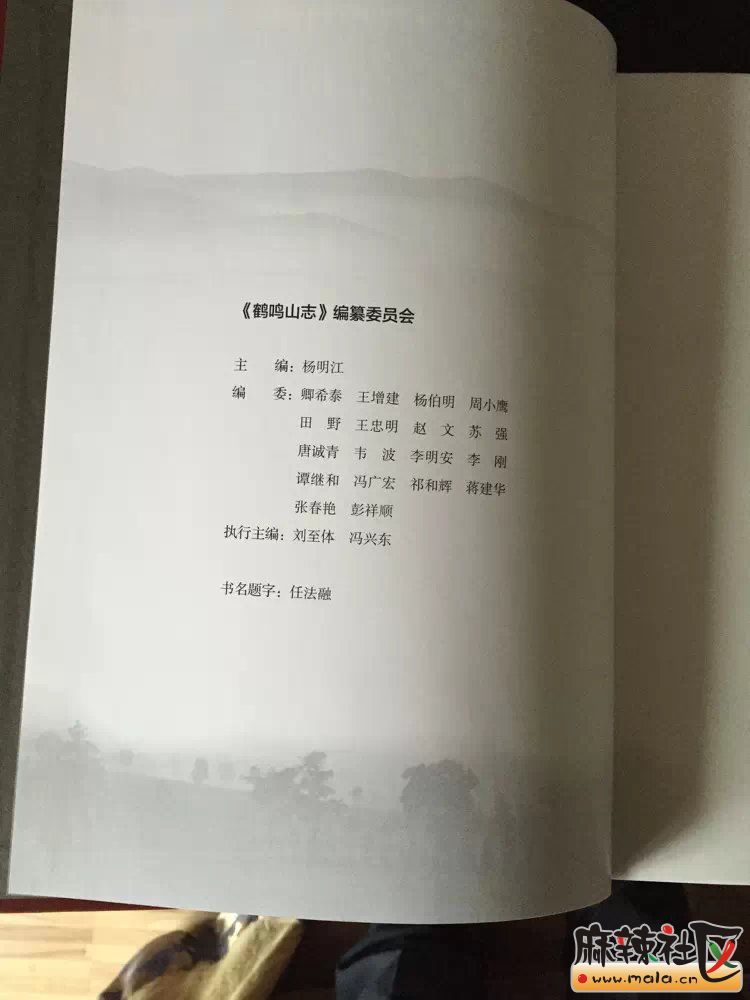 《鹤鸣山志》编纂委员会
主　　编：杨明江
编　　委：卿希泰　王增建　杨伯明　周小鹰
田　野　王忠明　赵　文　苏　强
唐诚青　韦　波　李明安　李　刚
谭继和　冯广宏　祁和辉　蒋建华
张春艳　彭祥顺
执行主编：刘至体　冯兴东
书名题字：任法融
麻辣社区
www.mala.cn